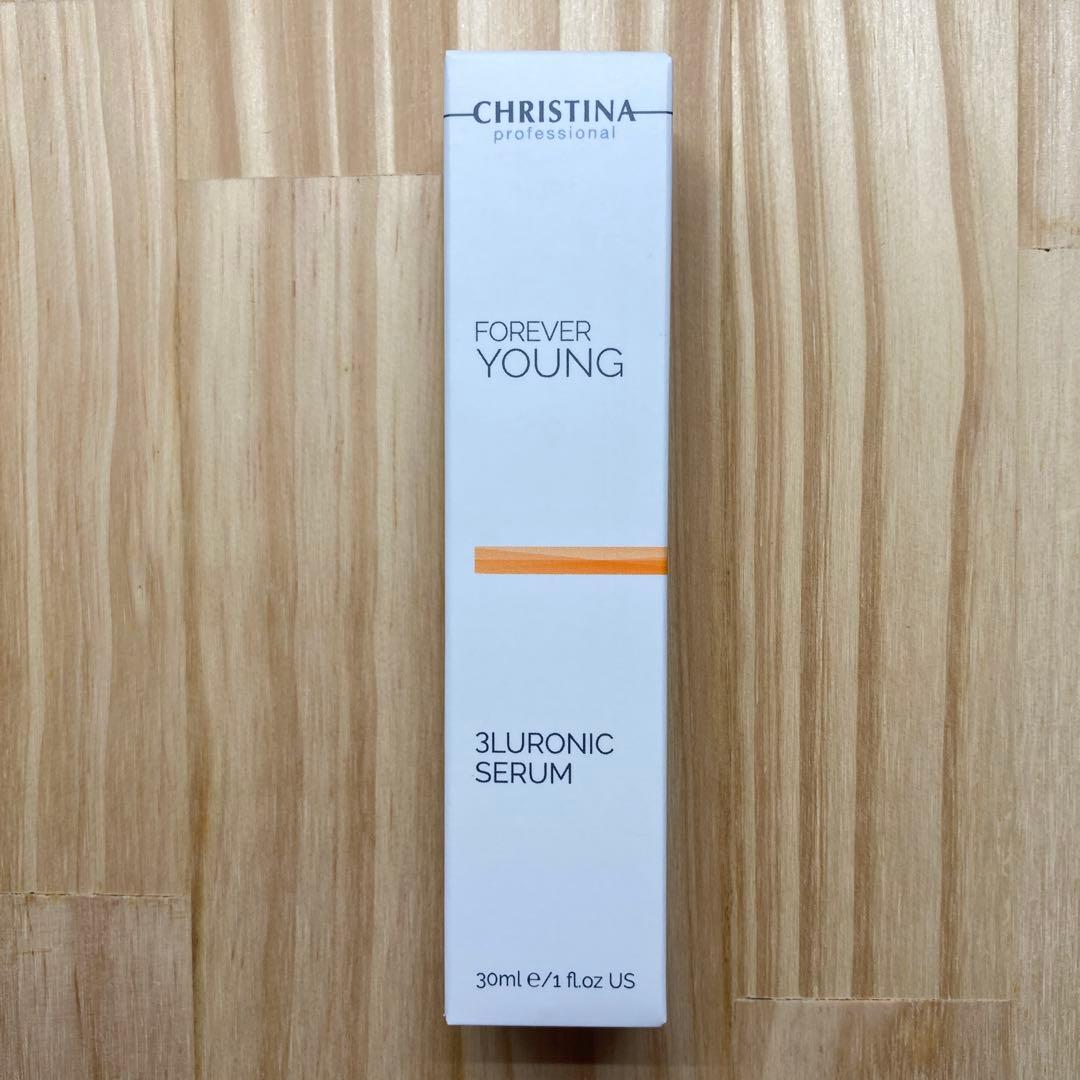 CHRISTINA
professional
FOREVER
YOUNG
3LURONIC
SERUM
30ml ℮/1 fl.oz US